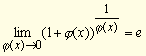 lim_{φ(x)→0} (1+φ(x))^{1/φ(x)} = e